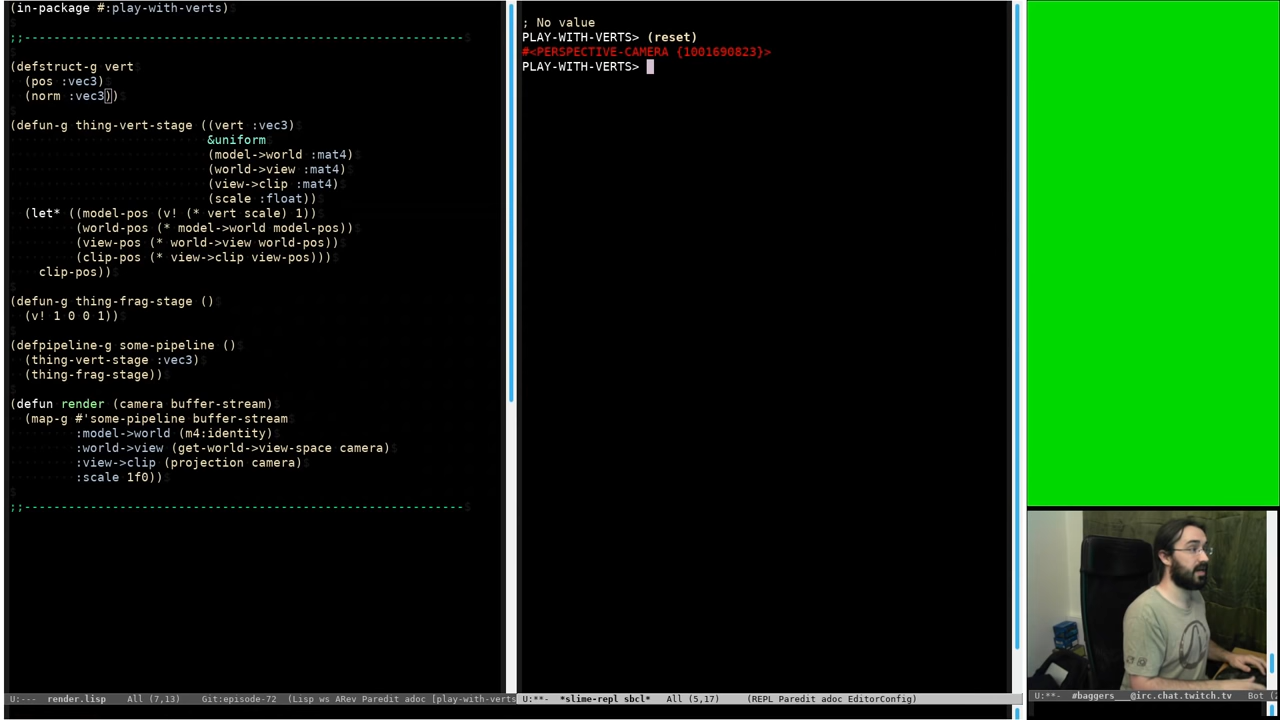 (in-package #:play-with-verts)
;;------------------------------------------------------------
(defstruct-g vert
  (pos :vec3)
  (norm :vec3))
(defun-g thing-vert-stage ((vert :vec3)
                           &uniform
                           (model->world :mat4)
                           (world->view :mat4)
                           (view->clip :mat4)
                           (scale :float))
  (let* ((model-pos (v! (* vert scale) 1))
         (world-pos (* model->world model-pos))
         (view-pos (* world->view world-pos))
         (clip-pos (* view->clip view-pos)))
    clip-pos))
(defun-g thing-frag-stage ()
  (v! 1 0 0 1))
(defpipeline-g some-pipeline ()
  (thing-vert-stage :vec3)
  (thing-frag-stage))
(defun render (camera buffer-stream)
  (map-g #'some-pipeline buffer-stream
         :model->world (m4:identity)
         :world->view (get-world->view-space camera)
         :view->clip (projection camera)
         :scale 1f0))
;;------------------------------------------------------------
U:--- render.lisp All (7,13) Git:episode-72 (Lisp ws ARev Paredit adoc [play-with-verts
; No value
PLAY-WITH-VERTS> (reset)
#<PERSPECTIVE-CAMERA {1001690823}>
PLAY-WITH-VERTS>
U:**- *slime-repl sbcl* All (5,17) (REPL Paredit adoc EditorConfig)
U:**- #baggers___@irc.chat.twitch.tv Bot